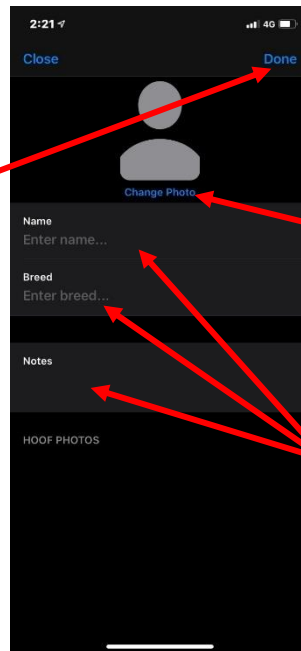 2:21 4G
Close Done
Change Photo
Name
Enter name...
Breed
Enter breed...
Notes
HOOF PHOTOS